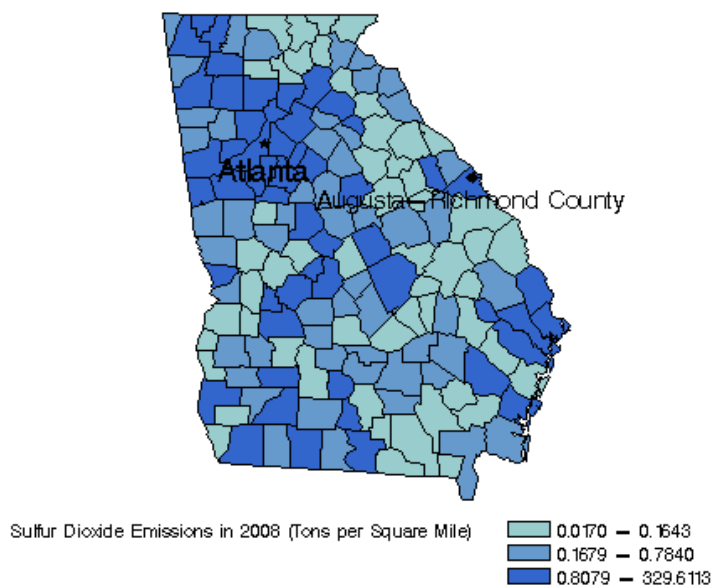 Atlanta
Augusta-Richmond County
Sulfur Dioxide Emissions in 2008 (Tons per Square Mile)
0.0170 – 0.1643
0.1679 – 0.7840
0.8079 – 329.6113